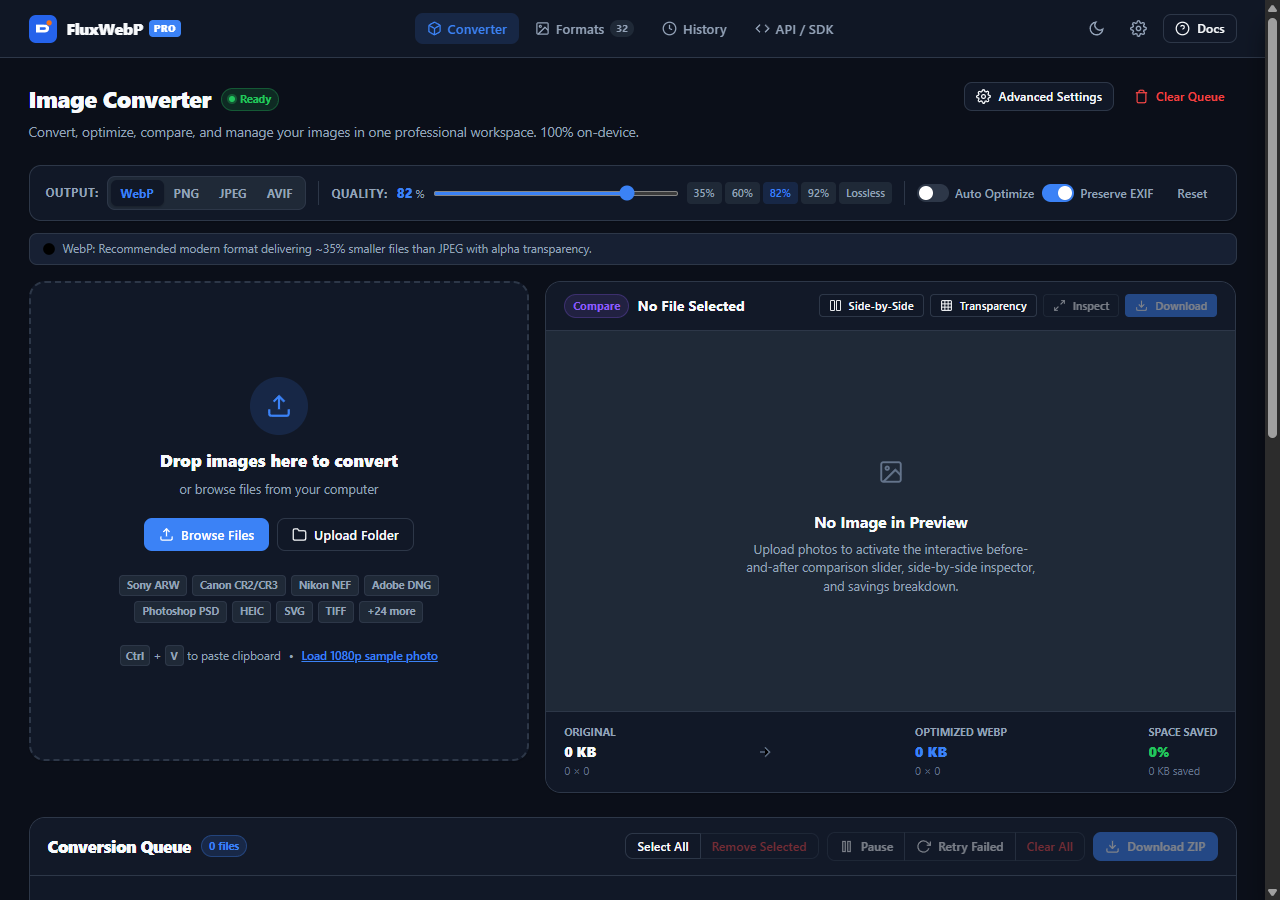 FluxWebP PRO
Converter
Formats 32
History
API / SDK
Docs
Image Converter
Ready
Advanced Settings
Clear Queue
Convert, optimize, compare, and manage your images in one professional workspace. 100% on-device.
OUTPUT: WebP PNG JPEG AVIF
QUALITY: 82 %
35% 60% 82% 92% Lossless
Auto Optimize
Preserve EXIF
Reset
WebP: Recommended modern format delivering ~35% smaller files than JPEG with alpha transparency.
Drop images here to convert
or browse files from your computer
Browse Files
Upload Folder
Sony ARW Canon CR2/CR3 Nikon NEF Adobe DNG
Photoshop PSD HEIC SVG TIFF +24 more
Ctrl + V to paste clipboard • Load 1080p sample photo
Compare No File Selected
Side-by-Side
Transparency
Inspect
Download
No Image in Preview
Upload photos to activate the interactive before-
and-after comparison slider, side-by-side inspector,
and savings breakdown.
ORIGINAL
0 KB
0 × 0
OPTIMIZED WEBP
0 KB
0 × 0
SPACE SAVED
0%
0 KB saved
Conversion Queue 0 files
Select All
Remove Selected
Pause
Retry Failed
Clear All
Download ZIP